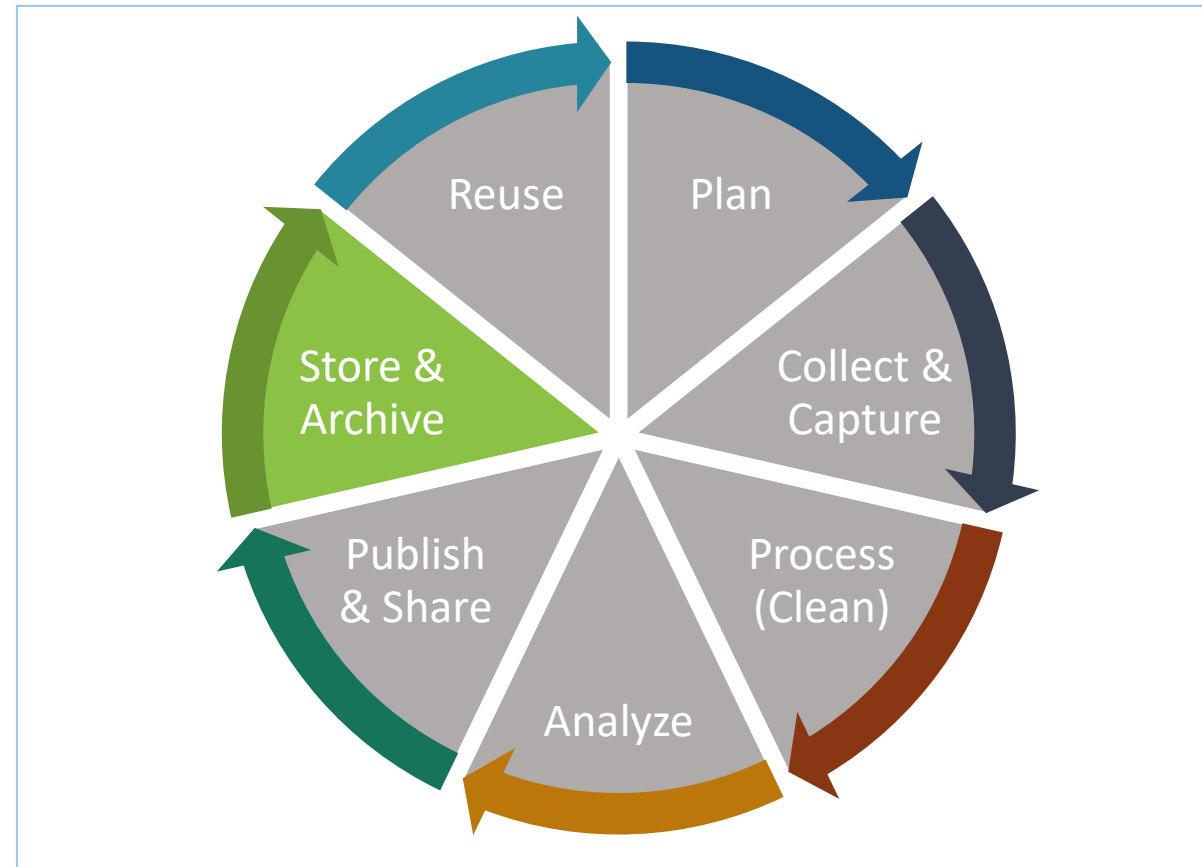 Reuse
Plan
Store &
Archive
Collect &
Capture
Publish
& Share
Process
(Clean)
Analyze